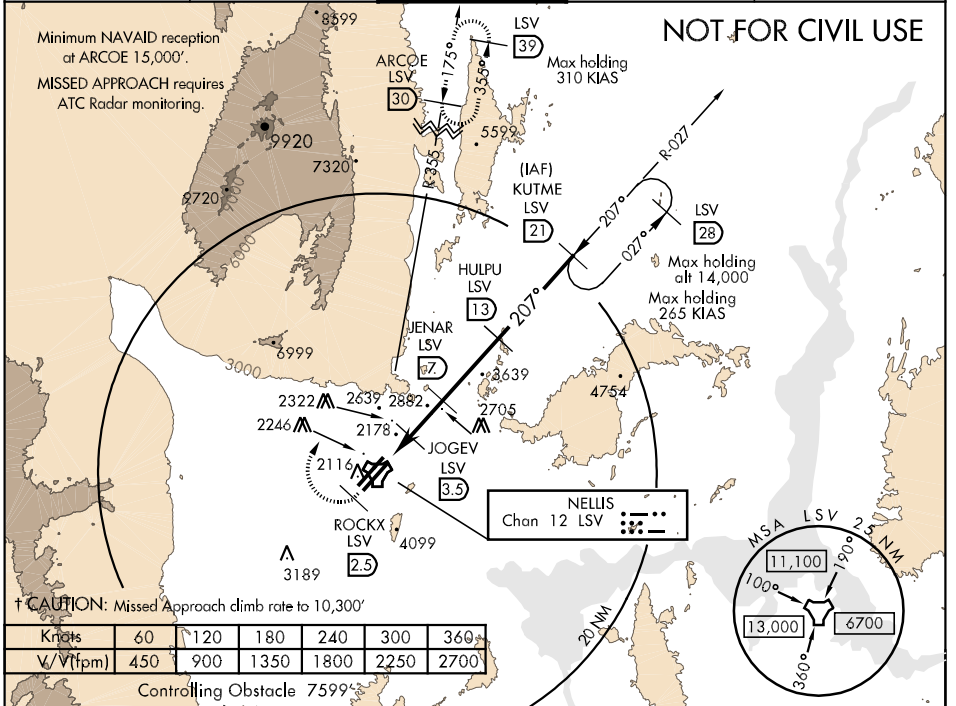 8599
NOT FOR CIVIL USE
Minimum NAVAID reception
at ARCOE 15,000'.
MISSED APPROACH requires
ATC Radar monitoring.
LSV
39
Max holding
310 KIAS
ARCOE
LSV
30
175°
355°
R-355
5599
9920
9720
9000
7320
6000
R-027
(IAF)
KUTME
LSV
21
207°
027°
LSV
28
Max holding
alt 14,000
Max holding
265 KIAS
HULPU
LSV
13
207°
JENAR
LSV
7
6999
3000
3639
4754
2322
2639
2882
2705
2246
2178
2116
JOGEV
LSV
3.5
NELLIS
Chan 12 LSV
ROCKX
LSV
2.5
4099
3189
20 NM
MSA LSV 25 NM
11,100
190°
100°
13,000
6700
360°
† CAUTION: Missed Approach climb rate to 10,300'
Knots 60 120 180 240 300 360
V/V(fpm) 450 900 1350 1800 2250 2700
Controlling Obstacle 7599'